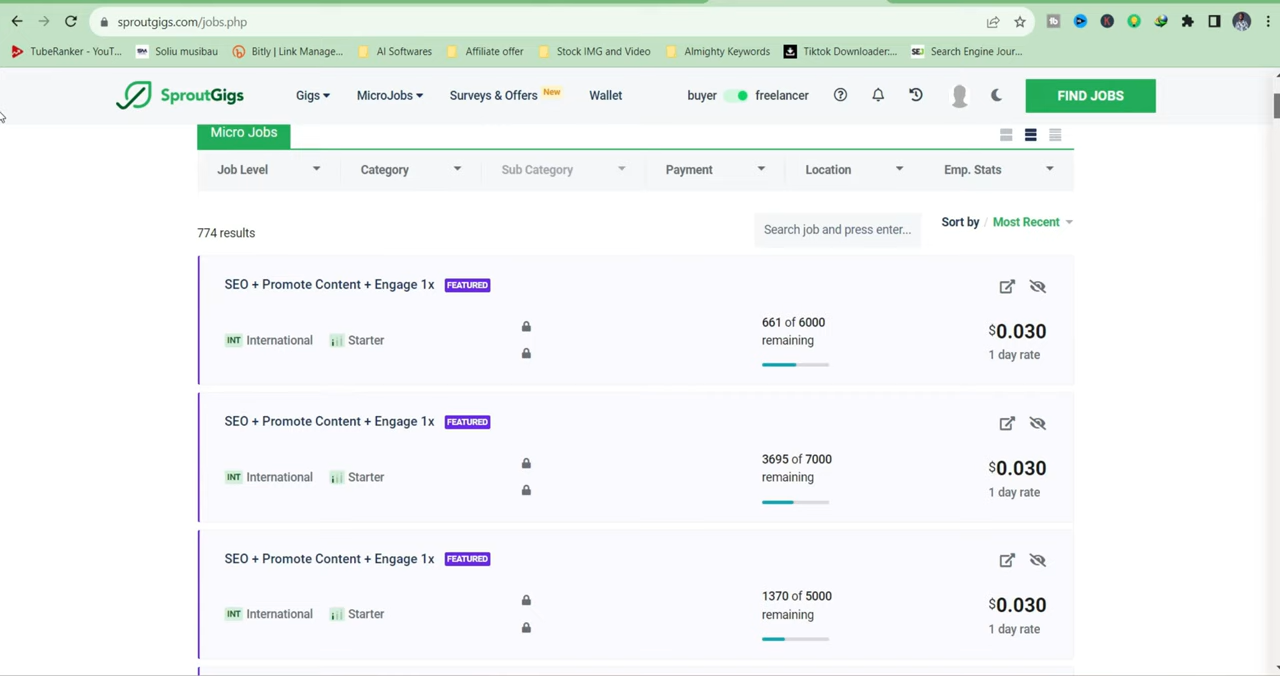 sproutgigs.com/jobs.php
TubeRanker - YouT... Soliu musibau Bitly | Link Manage... AI Softwares Affiliate offer Stock IMG and Video Almighty Keywords Tiktok Downloader:... SEJ Search Engine Jour...
SproutGigs Gigs MicroJobs Surveys & Offers New Wallet buyer freelancer FIND JOBS
Micro Jobs
Job Level Category Sub Category Payment Location Emp. Stats
774 results Search job and press enter... Sort by / Most Recent
SEO + Promote Content + Engage 1x FEATURED
661 of 6000
remaining
INT International Starter
$0.030
1 day rate
SEO + Promote Content + Engage 1x FEATURED
3695 of 7000
remaining
INT International Starter
$0.030
1 day rate
SEO + Promote Content + Engage 1x FEATURED
1370 of 5000
remaining
INT International Starter
$0.030
1 day rate